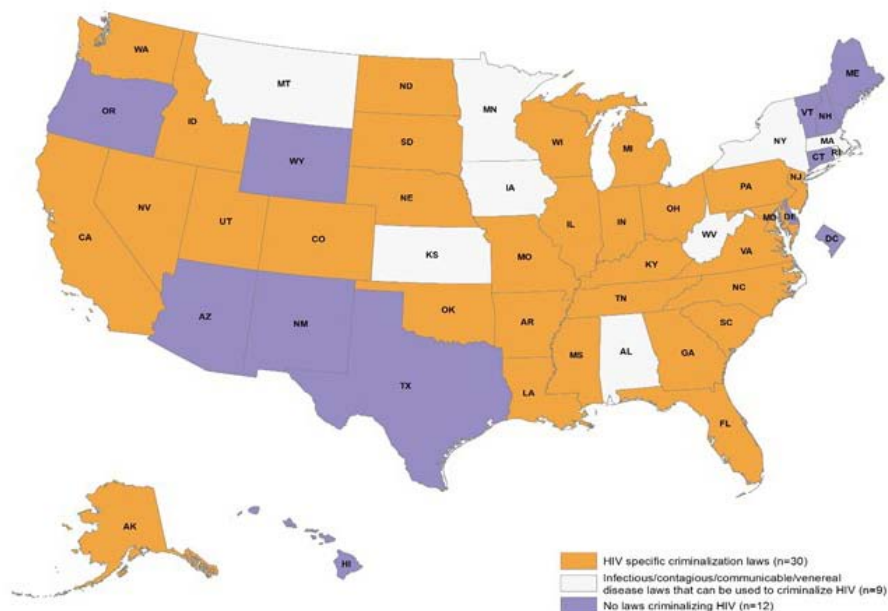 WA
MT
ND
MN
ME
OR
ID
SD
WI
MI
VT
NH
NY
MA
WY
IA
NE
CT
RI
NV
UT
CO
IL
IN
OH
PA
NJ
MD
DE
DC
CA
KS
MO
KY
WV
VA
AZ
NM
OK
AR
TN
NC
SC
TX
LA
MS
AL
GA
FL
AK
HI
HIV specific criminalization laws (n=30)
Infectious/contagious/communicable/venereal
disease laws that can be used to criminalize HIV (n=9)
No laws criminalizing HIV (n=12)